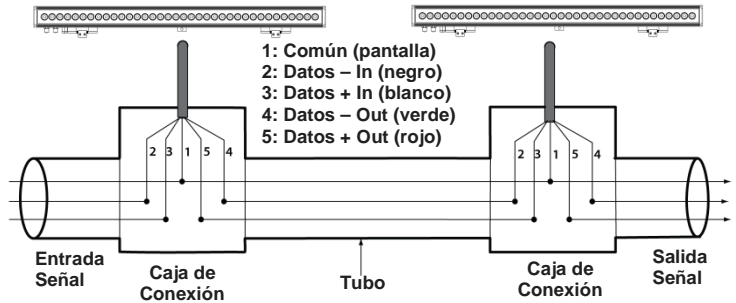 1: Común (pantalla)
2: Datos – In (negro)
3: Datos + In (blanco)
4: Datos – Out (verde)
5: Datos + Out (rojo)
2 3 1 5 4
2 3 1 5 4
Entrada
Señal
Caja de
Conexión
Tubo
Caja de
Conexión
Salida
Señal